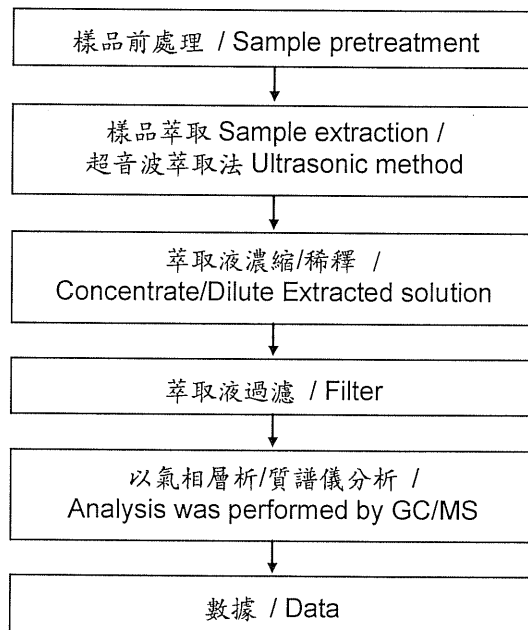 樣品前處理 / Sample pretreatment
樣品萃取 Sample extraction /
超音波萃取法 Ultrasonic method
萃取液濃縮/稀釋 /
Concentrate/Dilute Extracted solution
萃取液過濾 / Filter
以氣相層析/質譜儀分析 /
Analysis was performed by GC/MS
數據 / Data